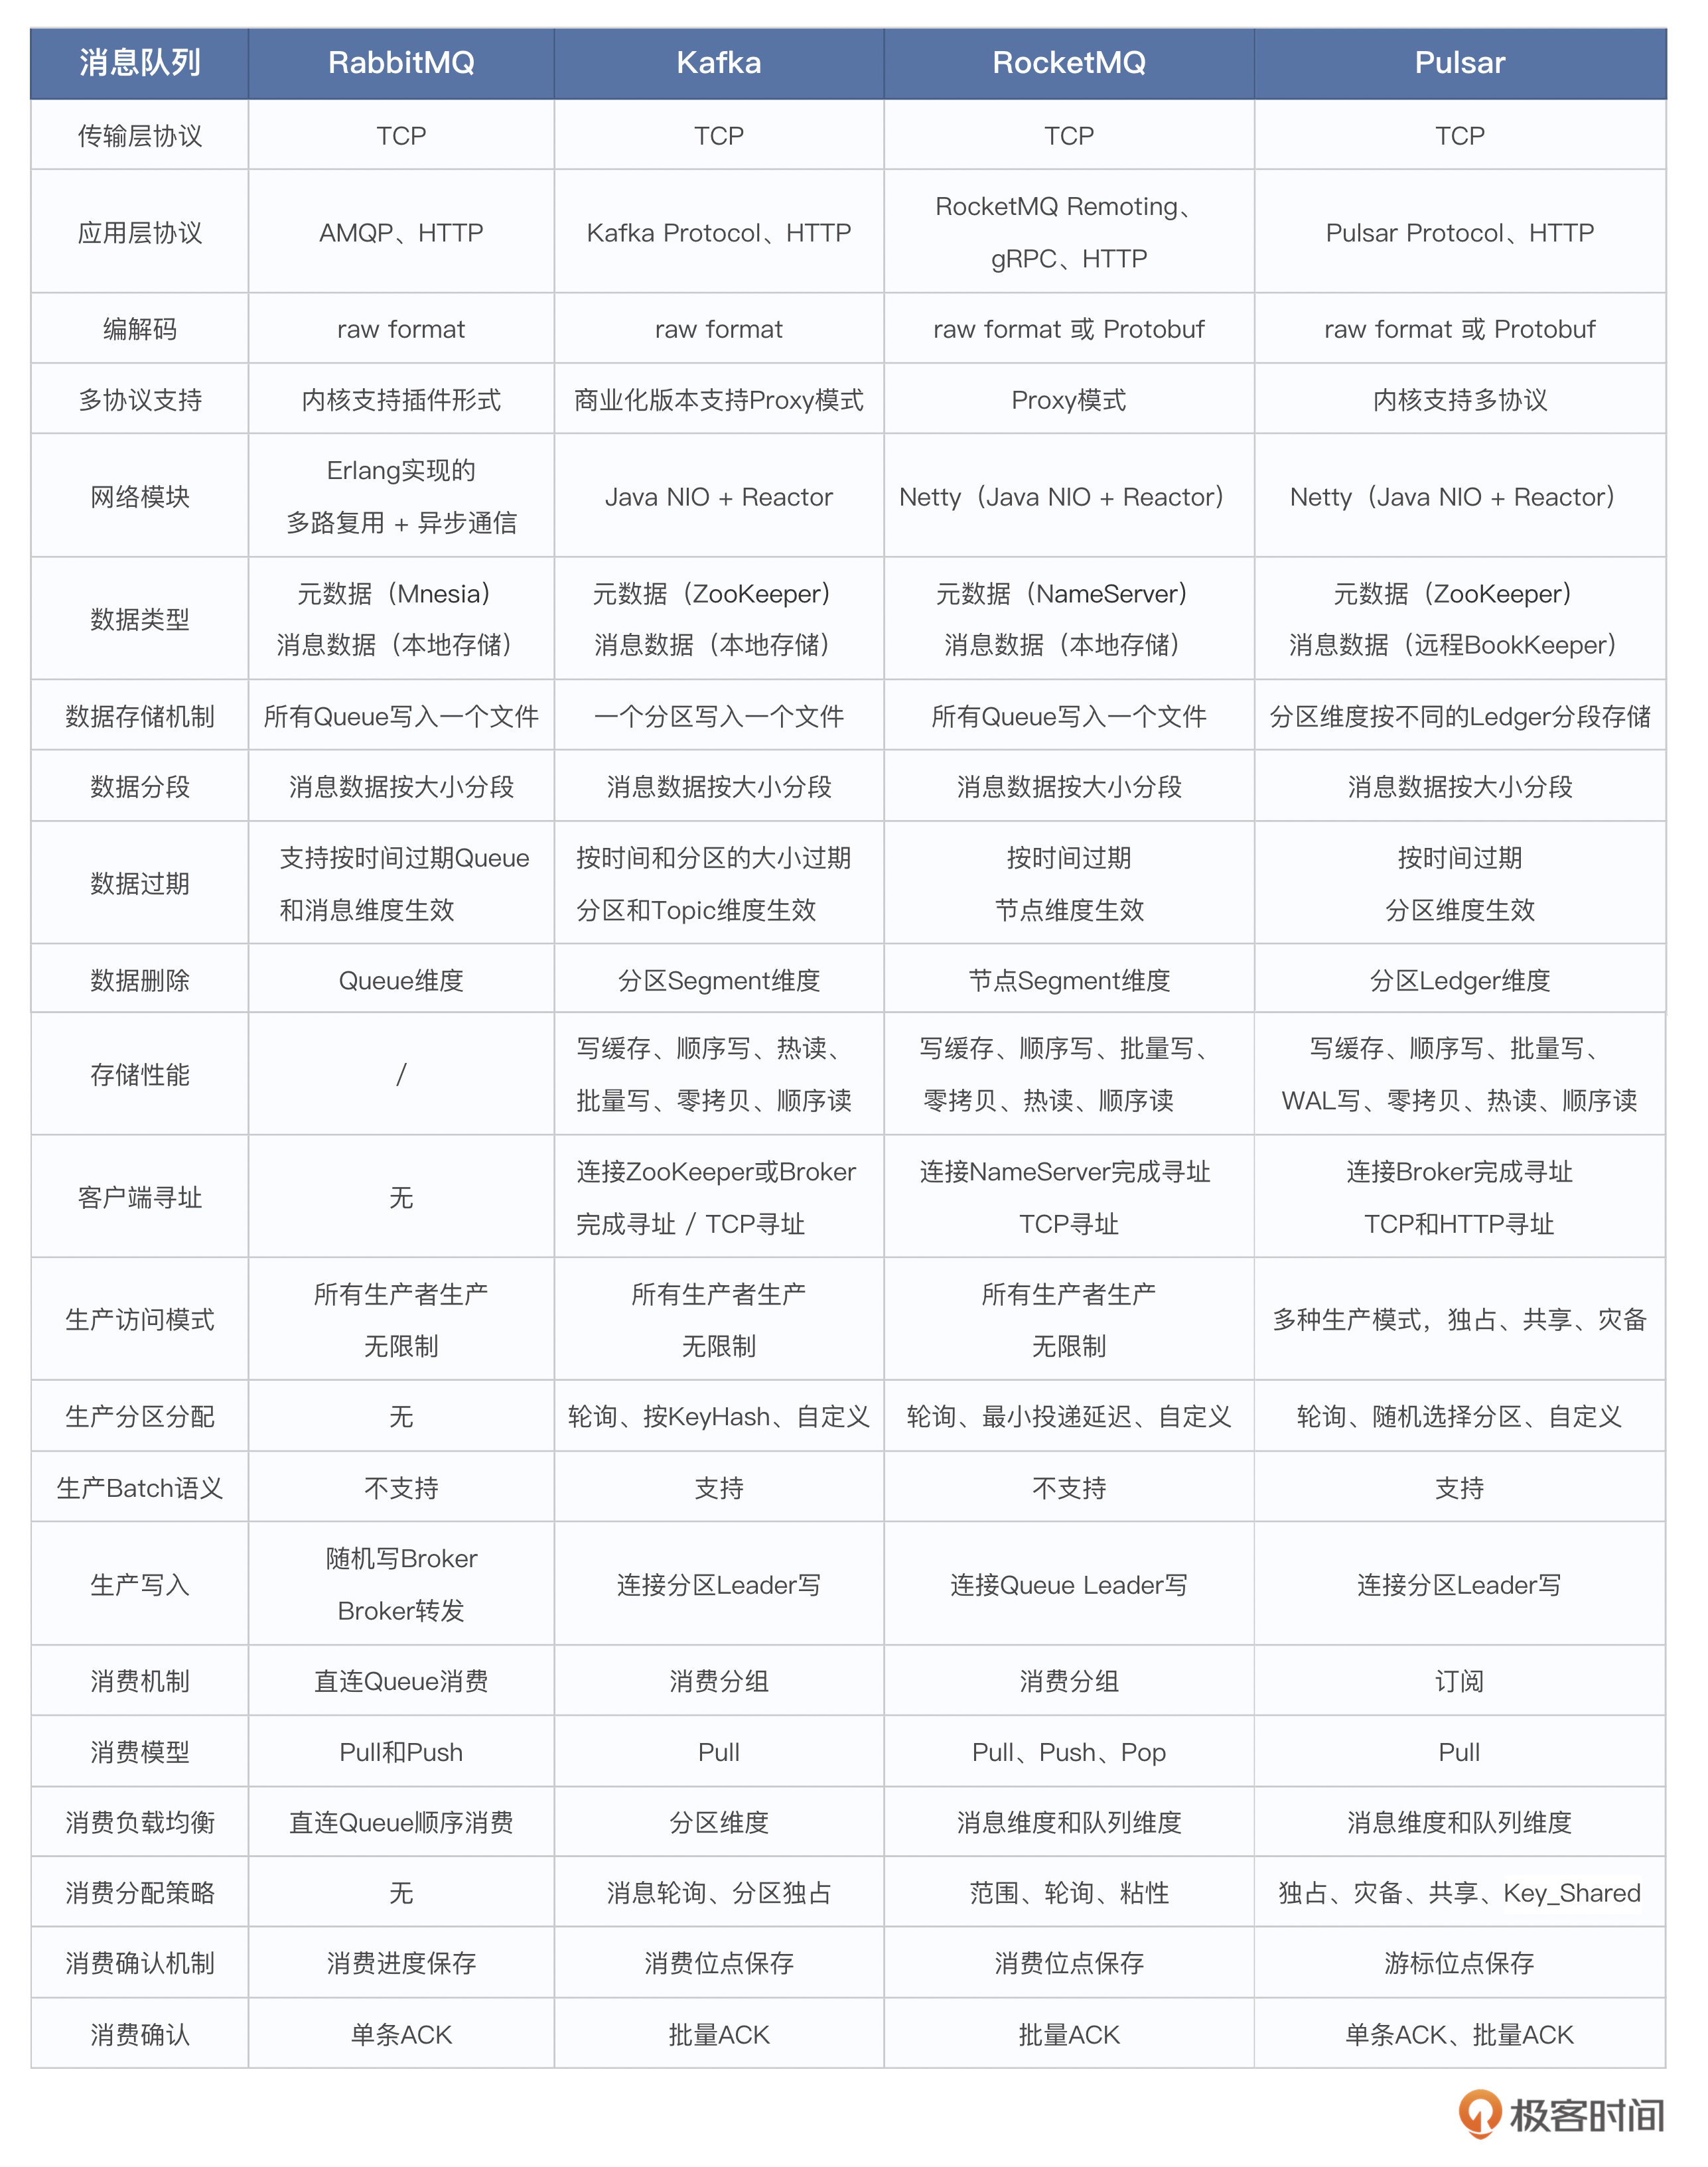 消息队列 RabbitMQ Kafka RocketMQ Pulsar
传输层协议 TCP TCP TCP TCP
应用层协议 AMQP、HTTP Kafka Protocol、HTTP RocketMQ Remoting、 Pulsar Protocol、HTTP
gRPC、HTTP
编解码 raw format raw format raw format 或 Protobuf raw format 或 Protobuf
多协议支持 内核支持插件形式 商业化版本支持Proxy模式 Proxy模式 内核支持多协议
网络模块 Erlang实现的 Java NIO + Reactor Netty（Java NIO + Reactor） Netty（Java NIO + Reactor）
多路复用 + 异步通信
数据类型 元数据（Mnesia） 元数据（ZooKeeper） 元数据（NameServer） 元数据（ZooKeeper）
消息数据（本地存储） 消息数据（本地存储） 消息数据（本地存储） 消息数据（远程BookKeeper）
数据存储机制 所有Queue写入一个文件 一个分区写入一个文件 所有Queue写入一个文件 分区维度按不同的Ledger分段存储
数据分段 消息数据按大小分段 消息数据按大小分段 消息数据按大小分段 消息数据按大小分段
数据过期 支持按时间过期Queue 按时间和分区的大小过期 按时间过期 按时间过期
和消息维度生效 分区和Topic维度生效 节点维度生效 分区维度生效
数据删除 Queue维度 分区Segment维度 节点Segment维度 分区Ledger维度
存储性能 / 写缓存、顺序写、热读、 写缓存、顺序写、批量写、 写缓存、顺序写、批量写、
批量写、零拷贝、顺序读 零拷贝、热读、顺序读 WAL写、零拷贝、热读、顺序读
客户端寻址 无 连接ZooKeeper或Broker 连接NameServer完成寻址 连接Broker完成寻址
完成寻址 / TCP寻址 TCP寻址 TCP和HTTP寻址
生产访问模式 所有生产者生产 所有生产者生产 所有生产者生产 多种生产模式，独占、共享、灾备
无限制 无限制 无限制
生产分区分配 无 轮询、按KeyHash、自定义 轮询、最小投递延迟、自定义 轮询、随机选择分区、自定义
生产Batch语义 不支持 支持 不支持 支持
生产写入 随机写Broker 连接分区Leader写 连接Queue Leader写 连接分区Leader写
Broker转发
消费机制 直连Queue消费 消费分组 消费分组 订阅
消费模型 Pull和Push Pull Pull、Push、Pop Pull
消费负载均衡 直连Queue顺序消费 分区维度 消息维度和队列维度 消息维度和队列维度
消费分配策略 无 消息轮询、分区独占 范围、轮询、粘性 独占、灾备、共享、Key_Shared
消费确认机制 消费进度保存 消费位点保存 消费位点保存 游标位点保存
消费确认 单条ACK 批量ACK 批量ACK 单条ACK、批量ACK
极客时间